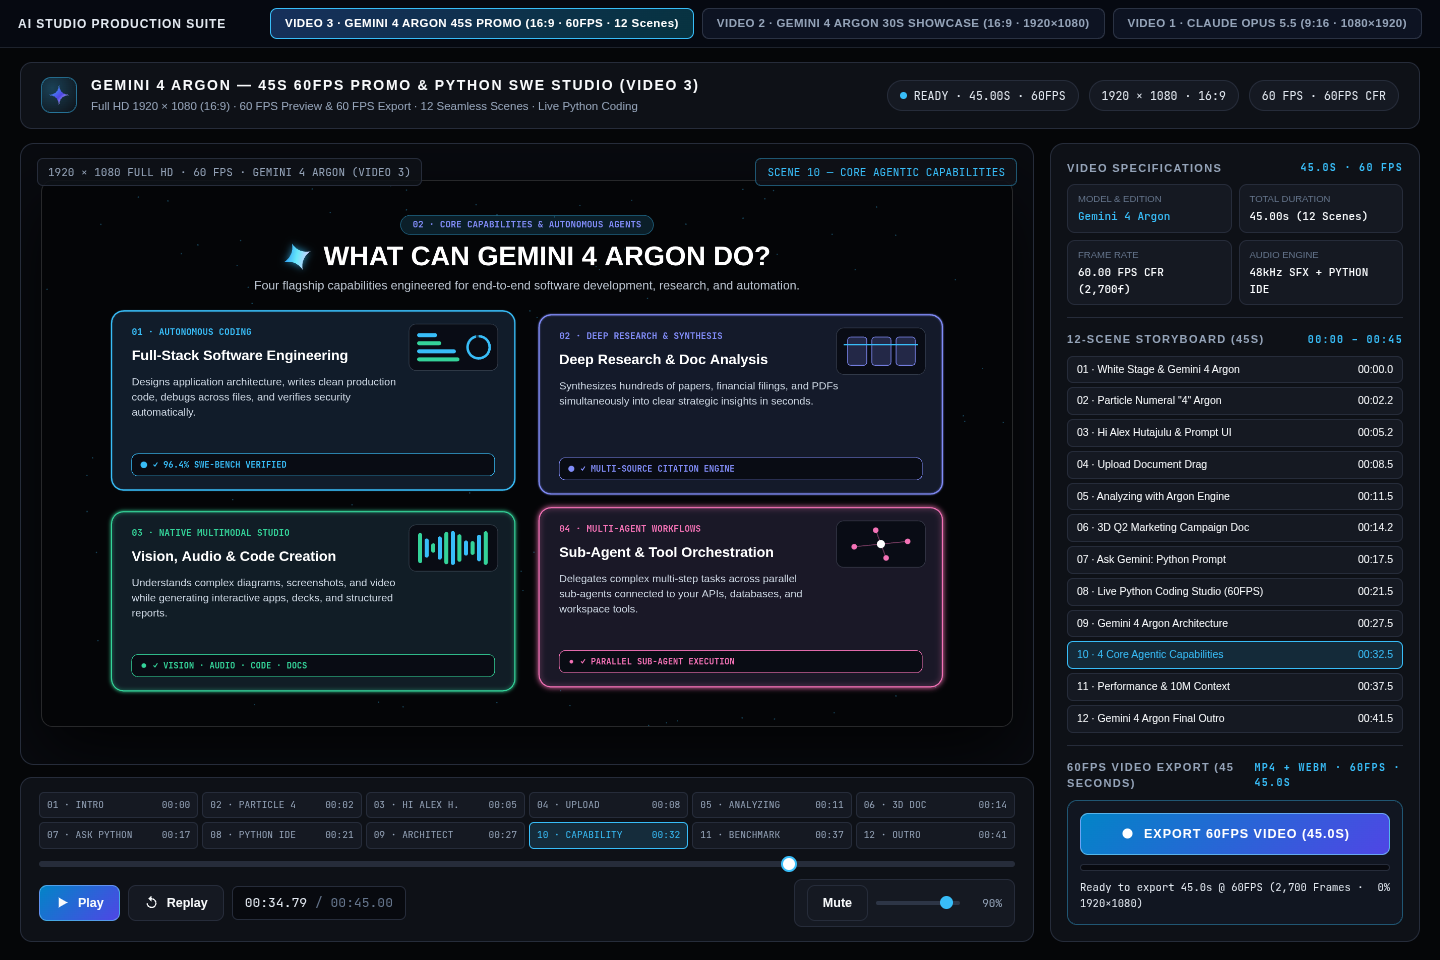 AI STUDIO PRODUCTION SUITE
VIDEO 3 · GEMINI 4 ARGON 45S PROMO (16:9 · 60FPS · 12 Scenes)
VIDEO 2 · GEMINI 4 ARGON 30S SHOWCASE (16:9 · 1920×1080)
VIDEO 1 · CLAUDE OPUS 5.5 (9:16 · 1080×1920)
GEMINI 4 ARGON — 45S 60FPS PROMO & PYTHON SWE STUDIO (VIDEO 3)
Full HD 1920 × 1080 (16:9) · 60 FPS Preview & 60 FPS Export · 12 Seamless Scenes · Live Python Coding
READY · 45.00S · 60FPS
1920 × 1080 · 16:9
60 FPS · 60FPS CFR
1920 × 1080 FULL HD · 60 FPS · GEMINI 4 ARGON (VIDEO 3)
SCENE 10 — CORE AGENTIC CAPABILITIES
02 · CORE CAPABILITIES & AUTONOMOUS AGENTS
WHAT CAN GEMINI 4 ARGON DO?
Four flagship capabilities engineered for end-to-end software development, research, and automation.
01 · AUTONOMOUS CODING
Full-Stack Software Engineering
Designs application architecture, writes clean production
code, debugs across files, and verifies security
automatically.
✓ 96.4% SWE-BENCH VERIFIED
02 · DEEP RESEARCH & SYNTHESIS
Deep Research & Doc Analysis
Synthesizes hundreds of papers, financial filings, and PDFs
simultaneously into clear strategic insights in seconds.
✓ MULTI-SOURCE CITATION ENGINE
03 · NATIVE MULTIMODAL STUDIO
Vision, Audio & Code Creation
Understands complex diagrams, screenshots, and video
while generating interactive apps, decks, and structured
reports.
✓ VISION · AUDIO · CODE · DOCS
04 · MULTI-AGENT WORKFLOWS
Sub-Agent & Tool Orchestration
Delegates complex multi-step tasks across parallel
sub-agents connected to your APIs, databases, and
workspace tools.
✓ PARALLEL SUB-AGENT EXECUTION
01 · INTRO 00:00
02 · PARTICLE 4 00:02
03 · HI ALEX H. 00:05
04 · UPLOAD 00:08
05 · ANALYZING 00:11
06 · 3D DOC 00:14
07 · ASK PYTHON 00:17
08 · PYTHON IDE 00:21
09 · ARCHITECT 00:27
10 · CAPABILITY 00:32
11 · BENCHMARK 00:37
12 · OUTRO 00:41
Play
Replay
00:34.79 / 00:45.00
Mute
90%
VIDEO SPECIFICATIONS
45.0S · 60 FPS
MODEL & EDITION
Gemini 4 Argon
TOTAL DURATION
45.00s (12 Scenes)
FRAME RATE
60.00 FPS CFR
(2,700f)
AUDIO ENGINE
48kHz SFX + PYTHON
IDE
12-SCENE STORYBOARD (45S)
00:00 – 00:45
01 · White Stage & Gemini 4 Argon 00:00.0
02 · Particle Numeral "4" Argon 00:02.2
03 · Hi Alex Hutajulu & Prompt UI 00:05.2
04 · Upload Document Drag 00:08.5
05 · Analyzing with Argon Engine 00:11.5
06 · 3D Q2 Marketing Campaign Doc 00:14.2
07 · Ask Gemini: Python Prompt 00:17.5
08 · Live Python Coding Studio (60FPS) 00:21.5
09 · Gemini 4 Argon Architecture 00:27.5
10 · 4 Core Agentic Capabilities 00:32.5
11 · Performance & 10M Context 00:37.5
12 · Gemini 4 Argon Final Outro 00:41.5
60FPS VIDEO EXPORT (45
SECONDS)
MP4 + WEBM · 60FPS ·
45.0S
EXPORT 60FPS VIDEO (45.0S)
Ready to export 45.0s @ 60FPS (2,700 Frames · 0%
1920×1080)